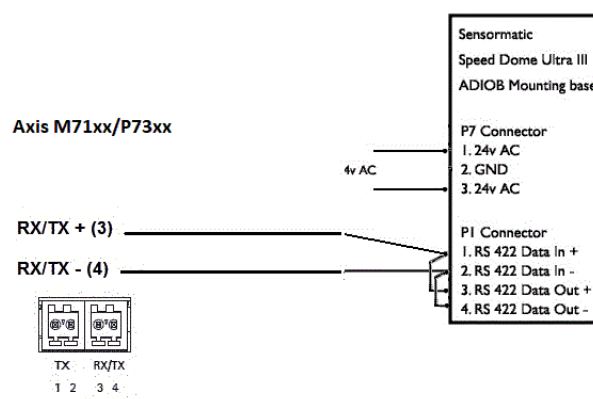 Sensormatic
Speed Dome Ultra III
ADIOB Mounting base
Axis M71xx/P73xx
P7 Connector
1. 24v AC
4v AC
2. GND
3. 24v AC
RX/TX + (3)
P1 Connector
1. RS 422 Data In +
RX/TX - (4)
2. RS 422 Data In -
3. RS 422 Data Out +
4. RS 422 Data Out -
TX RX/TX
1 2 3 4